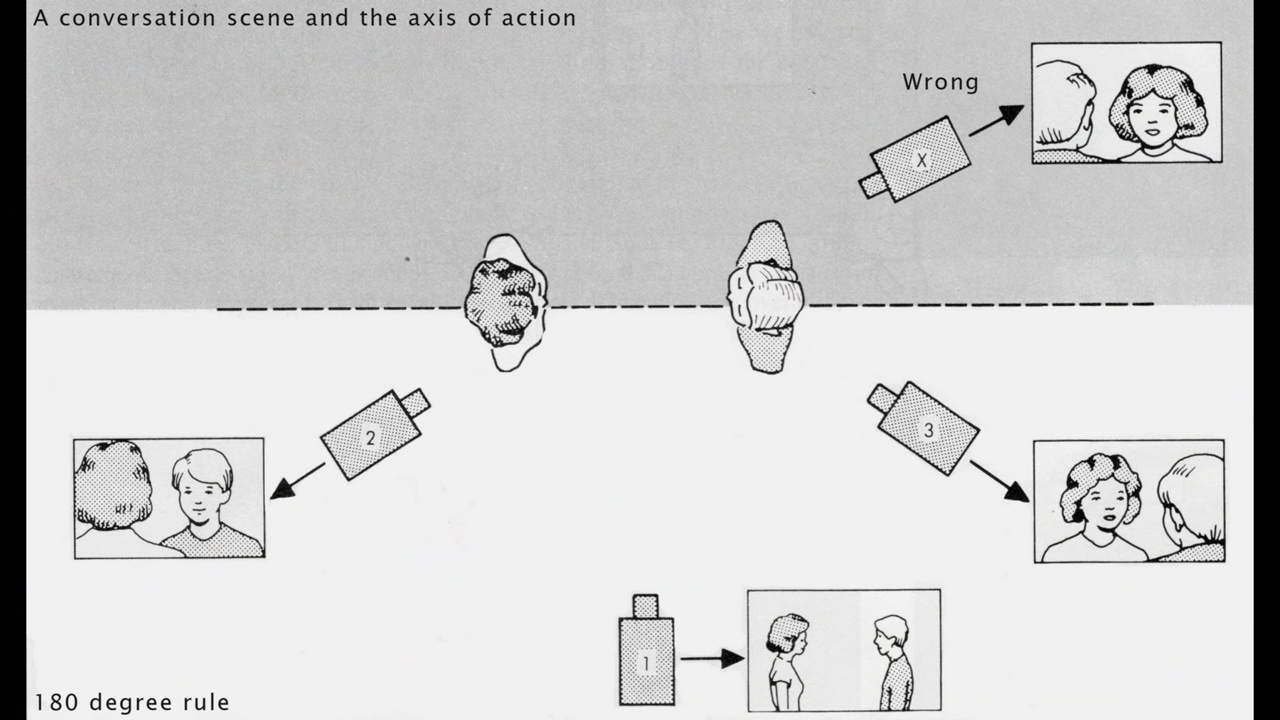 A conversation scene and the axis of action
Wrong
X
2
3
1
180 degree rule